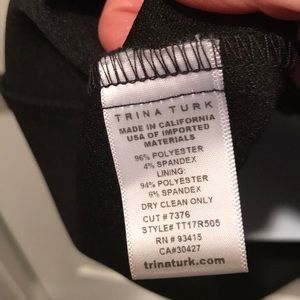 TRINA TURK
MADE IN CALIFORNIA
USA OF IMPORTED
MATERIALS
96% POLYESTER
4% SPANDEX
LINING:
94% POLYESTER
6% SPANDEX
DRY CLEAN ONLY
CUT # 7376
STYLE# TT17R505
RN # 93415
CA#30427
trinaturk.com